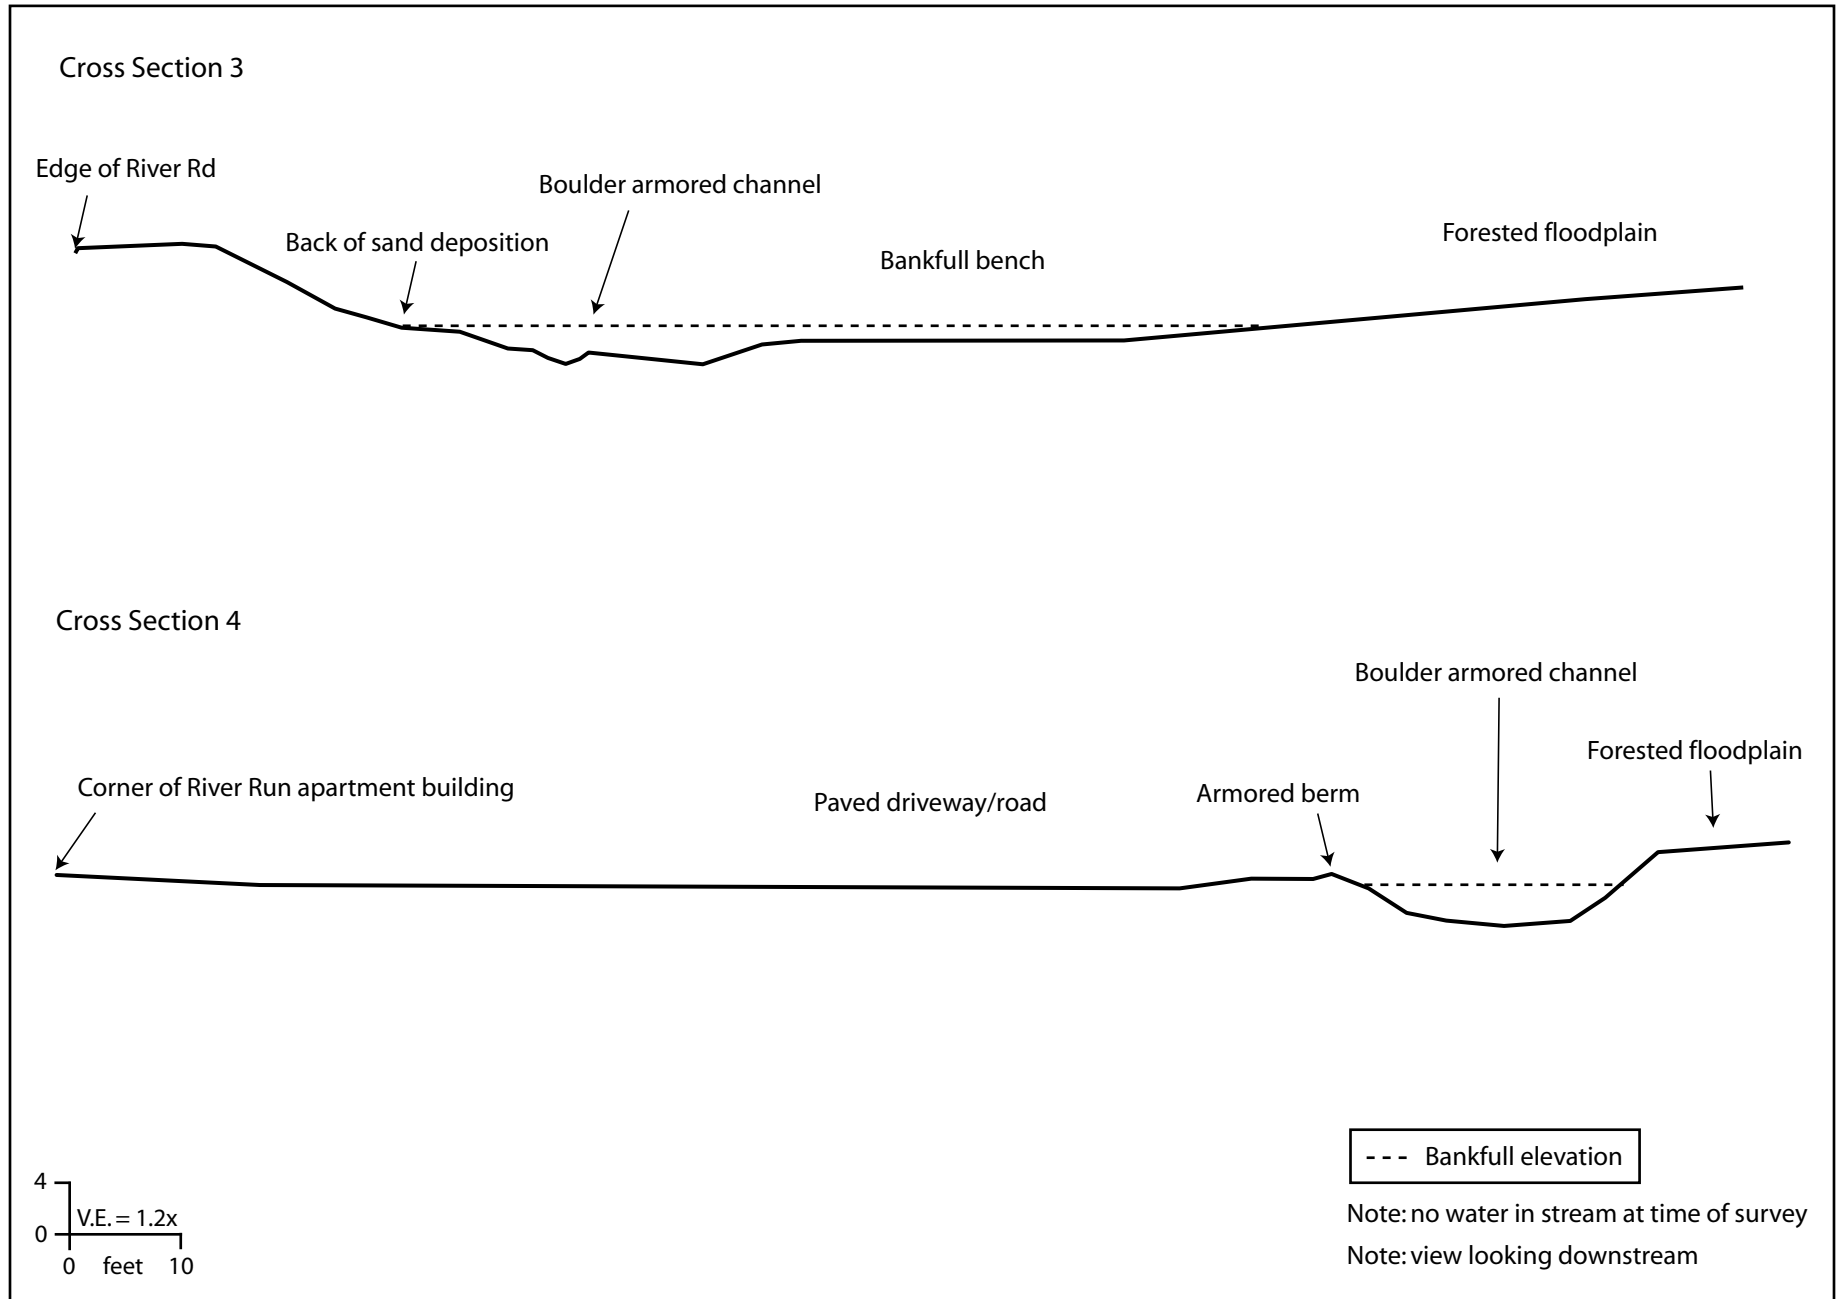 Cross Section 3
Edge of River Rd
Boulder armored channel
Back of sand deposition
Bankfull bench
Forested floodplain
Cross Section 4
Boulder armored channel
Forested floodplain
Corner of River Run apartment building
Paved driveway/road
Armored berm
4
V.E. = 1.2x
0
0 feet 10
--- Bankfull elevation
Note: no water in stream at time of survey
Note: view looking downstream